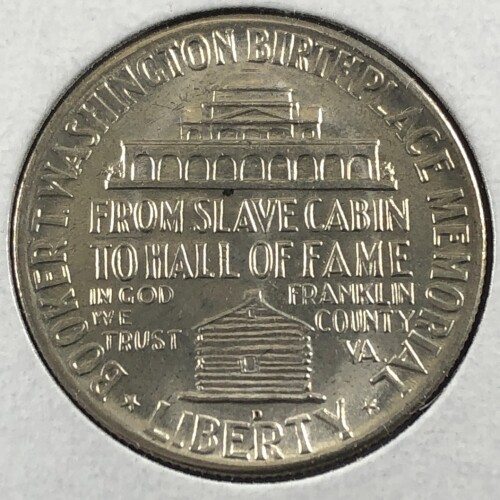 BOOKER T. WASHINGTON BIRTHPLACE MEMORIAL
FROM SLAVE CABIN
TO HALL OF FAME
IN GOD
WE
TRUST
FRANKLIN
COUNTY
VA.
D
LIBERTY